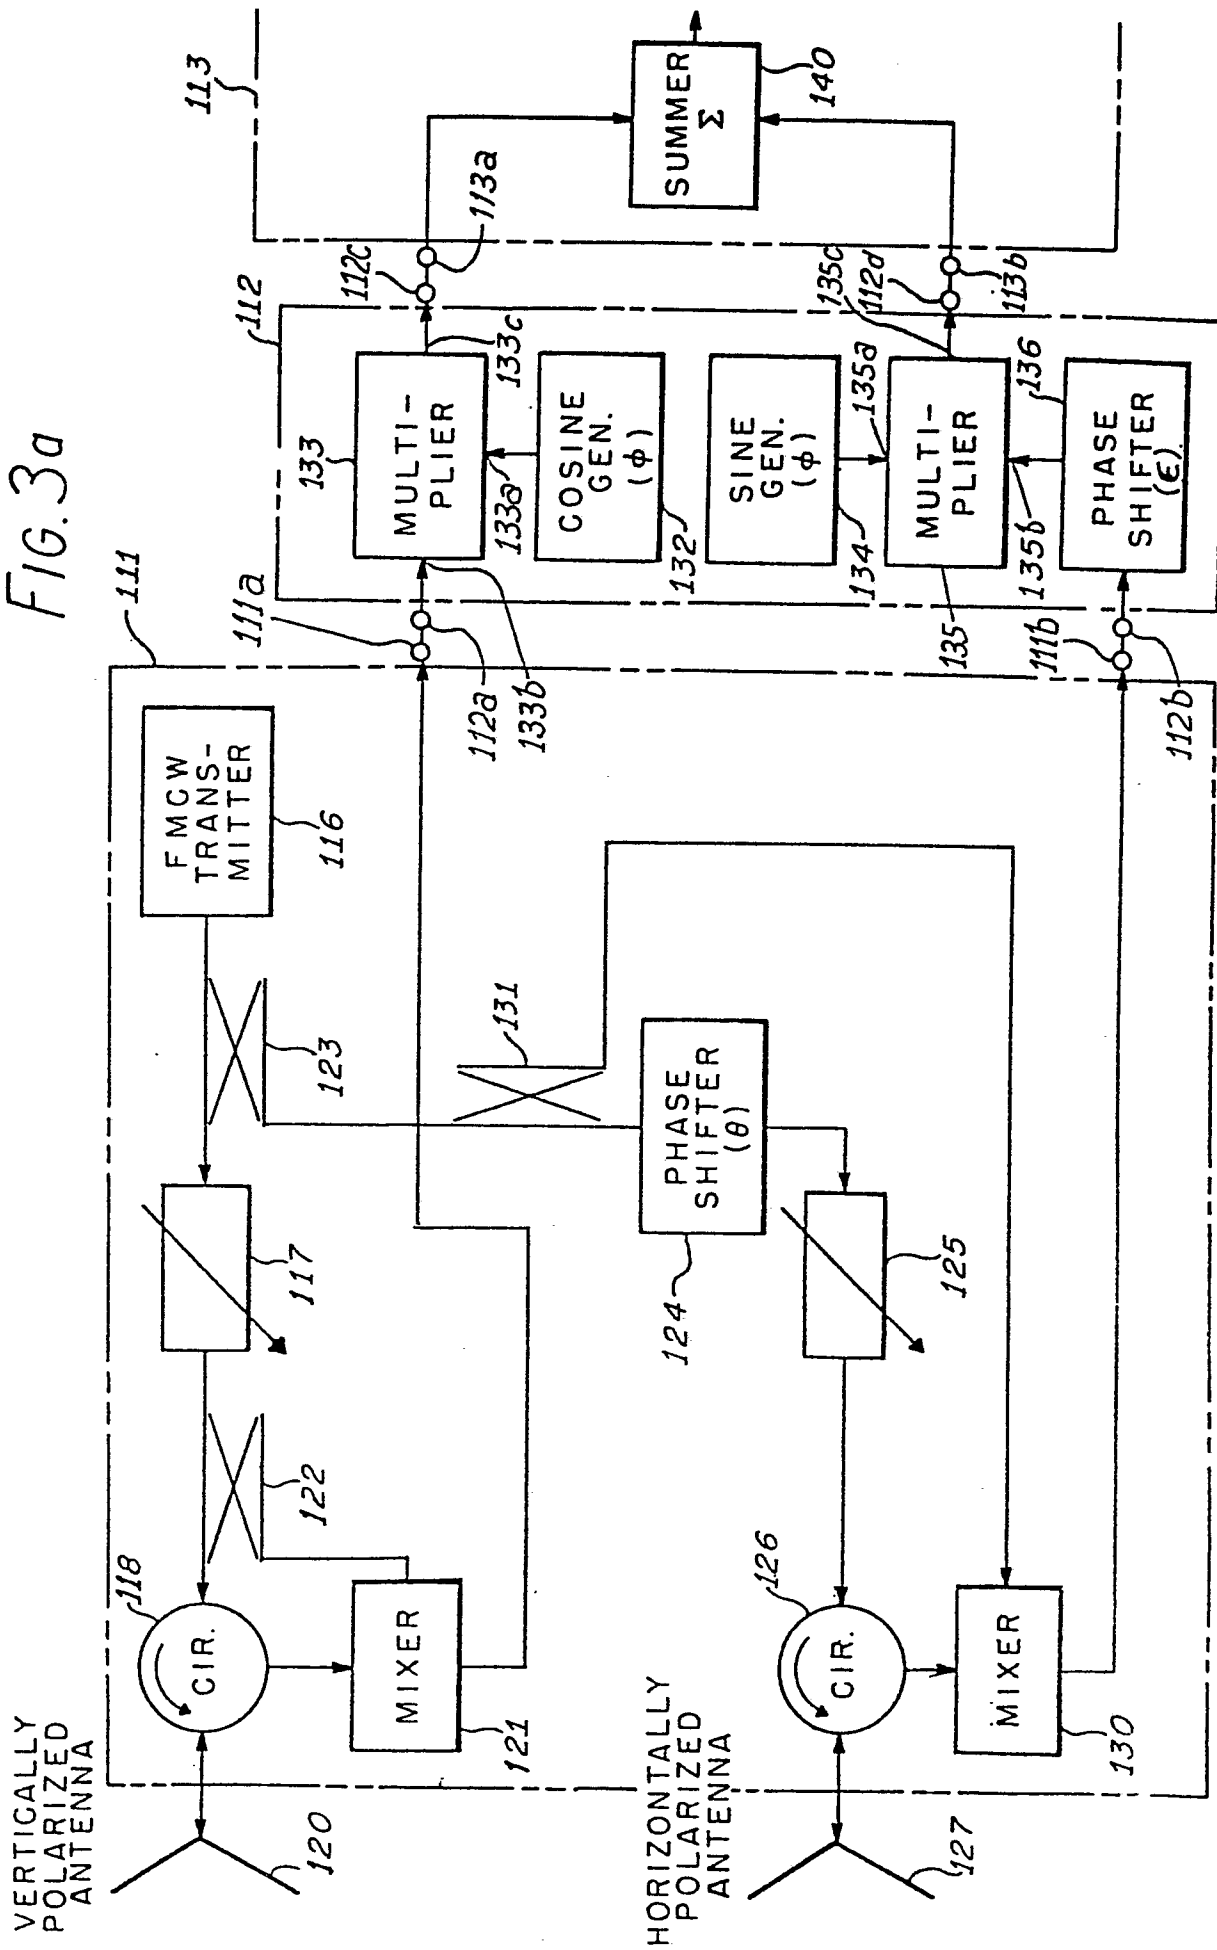 FIG. 3a
VERTICALLY
POLARIZED
ANTENNA
120
118
CIR.
MIXER
121
122
117
123
FMCW
TRANS-
MITTER
116
111
111a
112a
133b
131
PHASE
SHIFTER
(θ)
124
125
HORIZONTALLY
POLARIZED
ANTENNA
127
126
CIR.
MIXER
130
111b
112b
112
133
MULTI-
PLIER
133a
133c
COSINE
GEN.
(ϕ)
132
SINE
GEN.
(ϕ)
134
135a
MULTI-
PLIER
135
135b
135c
PHASE
SHIFTER
(ε).
136
112c
113a
112d
113b
113
SUMMER
Σ
140